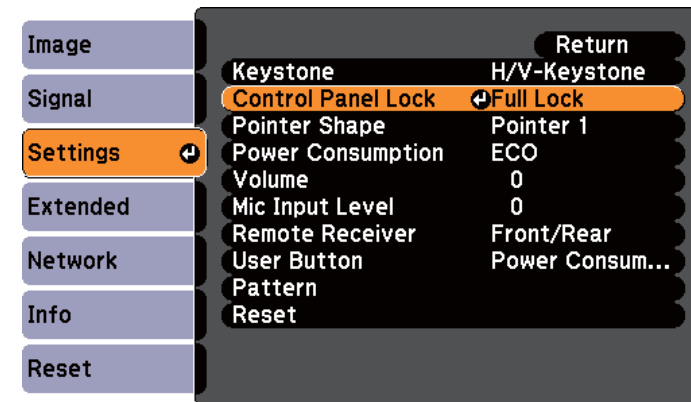 Image
Signal
Settings
Extended
Network
Info
Reset
Return
Keystone H/V-Keystone
Control Panel Lock Full Lock
Pointer Shape Pointer 1
Power Consumption ECO
Volume 0
Mic Input Level 0
Remote Receiver Front/Rear
User Button Power Consum...
Pattern
Reset